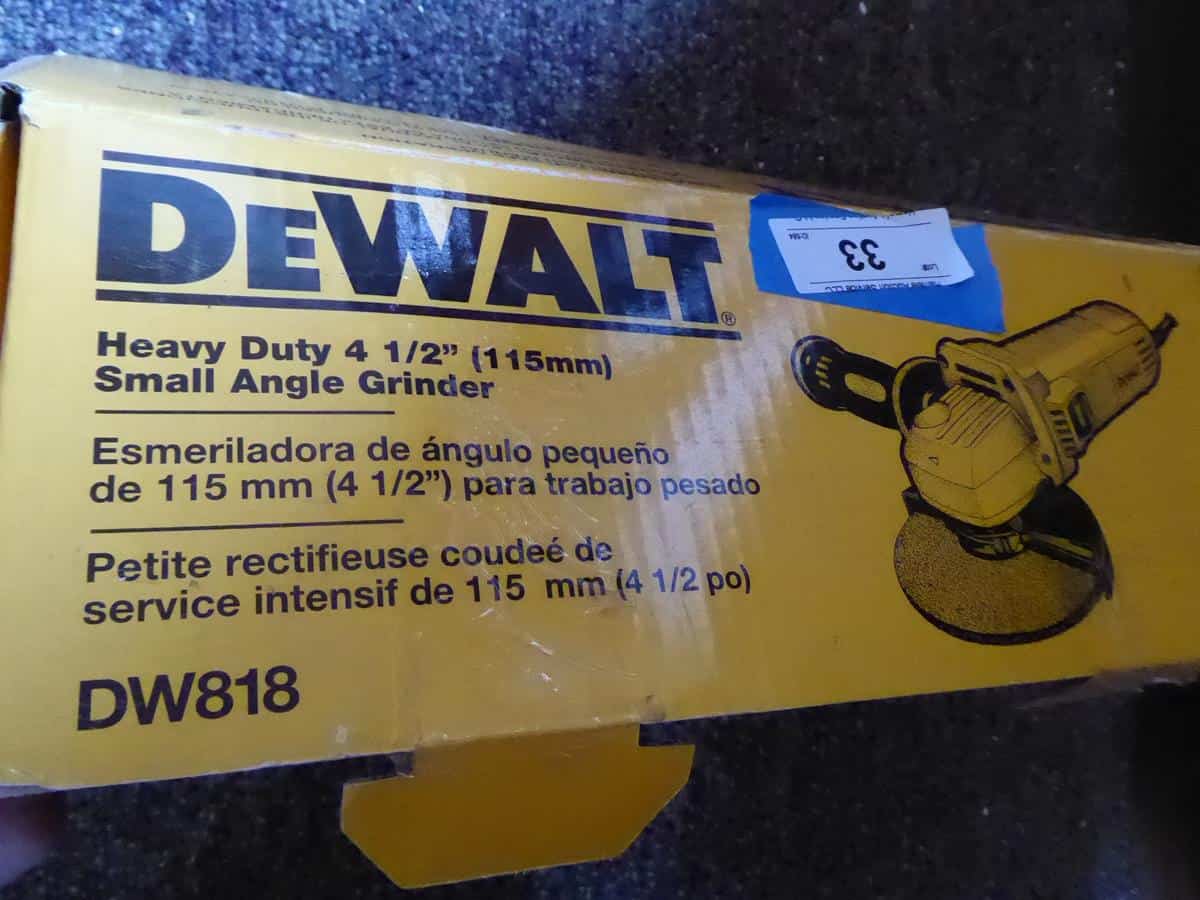 DEWALT®
Heavy Duty 4 1/2” (115mm)
Small Angle Grinder
Esmeriladora de ángulo pequeño
de 115 mm (4 1/2”) para trabajo pesado
Petite rectifieuse coudeé de
service intensif de 115 mm (4 1/2 po)
DW818
Lot#
33